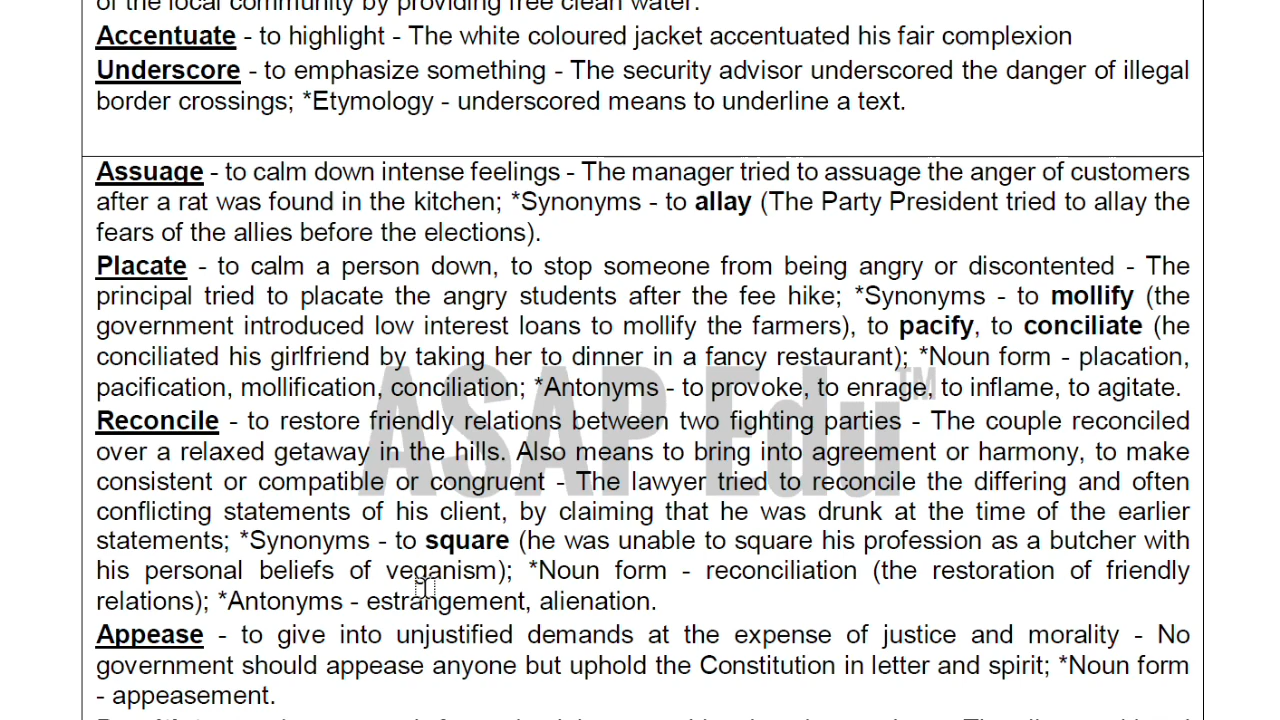 of the local community by providing free clean water.
Accentuate - to highlight - The white coloured jacket accentuated his fair complexion
Underscore - to emphasize something - The security advisor underscored the danger of illegal
border crossings; *Etymology - underscored means to underline a text.
Assuage - to calm down intense feelings - The manager tried to assuage the anger of customers
after a rat was found in the kitchen; *Synonyms - to allay (The Party President tried to allay the
fears of the allies before the elections).
Placate - to calm a person down, to stop someone from being angry or discontented - The
principal tried to placate the angry students after the fee hike; *Synonyms - to mollify (the
government introduced low interest loans to mollify the farmers), to pacify, to conciliate (he
conciliated his girlfriend by taking her to dinner in a fancy restaurant); *Noun form - placation,
pacification, mollification, conciliation; *Antonyms - to provoke, to enrage, to inflame, to agitate.
Reconcile - to restore friendly relations between two fighting parties - The couple reconciled
over a relaxed getaway in the hills. Also means to bring into agreement or harmony, to make
consistent or compatible or congruent - The lawyer tried to reconcile the differing and often
conflicting statements of his client, by claiming that he was drunk at the time of the earlier
statements; *Synonyms - to square (he was unable to square his profession as a butcher with
his personal beliefs of veganism); *Noun form - reconciliation (the restoration of friendly
relations); *Antonyms - estrangement, alienation.
Appease - to give into unjustified demands at the expense of justice and morality - No
government should appease anyone but uphold the Constitution in letter and spirit; *Noun form
- appeasement.
ASAP Edu™